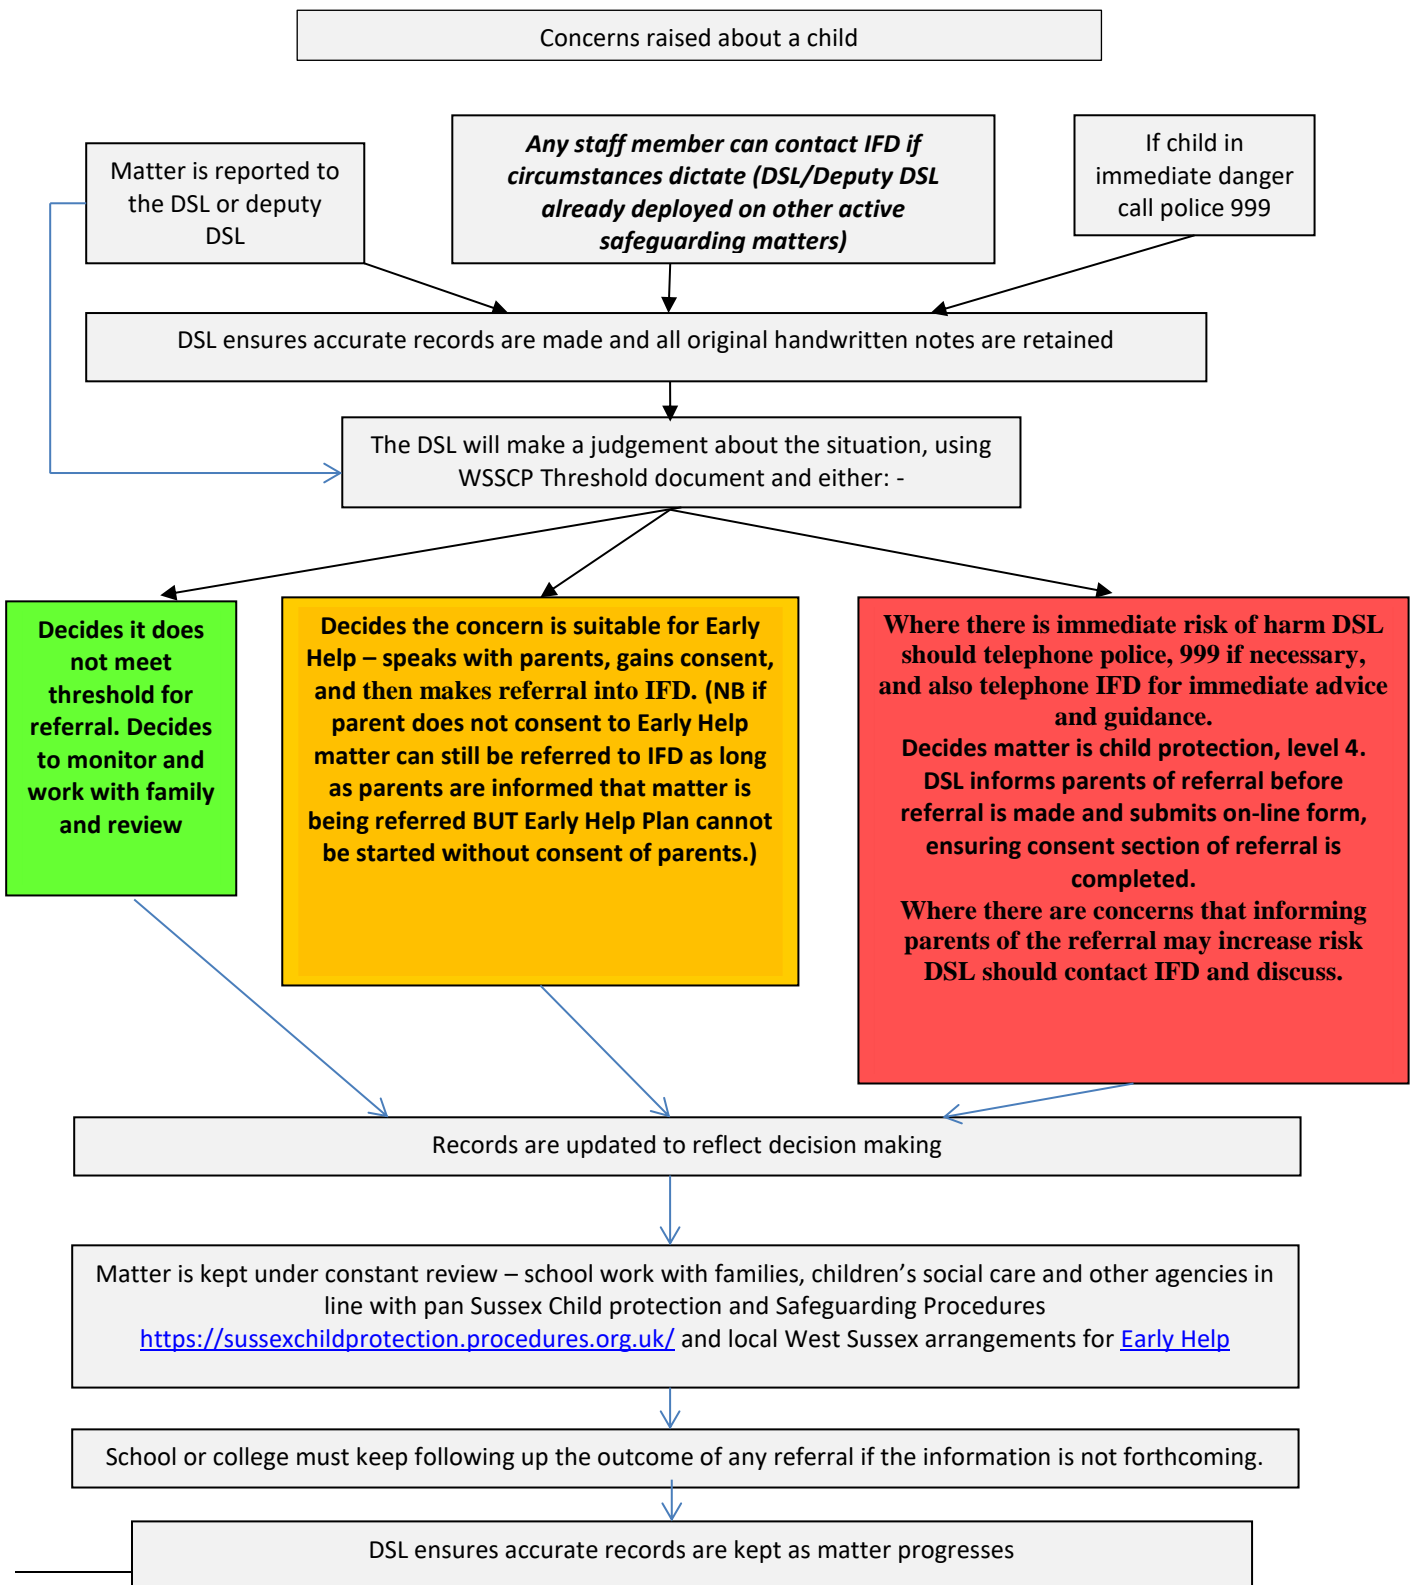 Concerns raised about a child
Matter is reported to
the DSL or deputy
DSL
Any staff member can contact IFD if
circumstances dictate (DSL/Deputy DSL
already deployed on other active
safeguarding matters)
If child in
immediate danger
call police 999
DSL ensures accurate records are made and all original handwritten notes are retained
The DSL will make a judgement about the situation, using
WSSCP Threshold document and either: -
Decides it does
not meet
threshold for
referral. Decides
to monitor and
work with family
and review
Decides the concern is suitable for Early
Help – speaks with parents, gains consent,
and then makes referral into IFD. (NB if
parent does not consent to Early Help
matter can still be referred to IFD as long
as parents are informed that matter is
being referred BUT Early Help Plan cannot
be started without consent of parents.)
Where there is immediate risk of harm DSL
should telephone police, 999 if necessary,
and also telephone IFD for immediate advice
and guidance.
Decides matter is child protection, level 4.
DSL informs parents of referral before
referral is made and submits on-line form,
ensuring consent section of referral is
completed.
Where there are concerns that informing
parents of the referral may increase risk
DSL should contact IFD and discuss.
Records are updated to reflect decision making
Matter is kept under constant review – school work with families, children’s social care and other agencies in
line with pan Sussex Child protection and Safeguarding Procedures
https://sussexchildprotection.procedures.org.uk/ and local West Sussex arrangements for Early Help
School or college must keep following up the outcome of any referral if the information is not forthcoming.
DSL ensures accurate records are kept as matter progresses